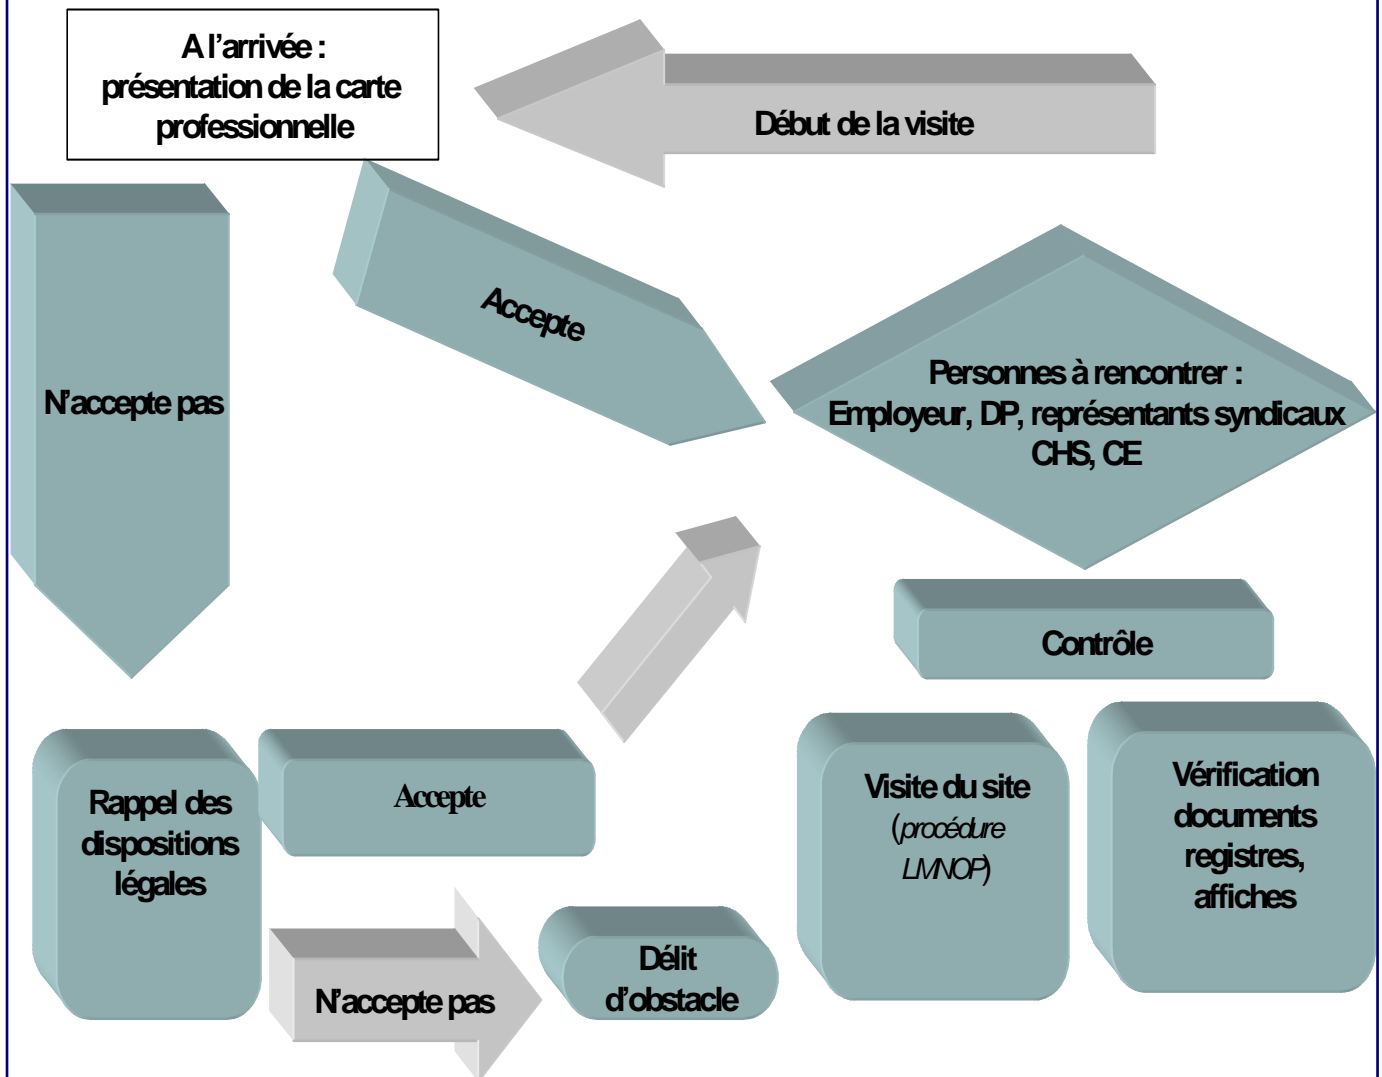 A l'arrivée :
présentation de la carte
professionnelle
Début de la visite
Accepte
N'accepte pas
Personnes à rencontrer :
Employeur, DP, représentants syndicaux
CHS, CE
Contrôle
Rappel des
dispositions
légales
Accepte
Visite du site
(procédure
LMNOP)
Vérification
documents
registres,
affiches
N'accepte pas
Délit
d'obstacle